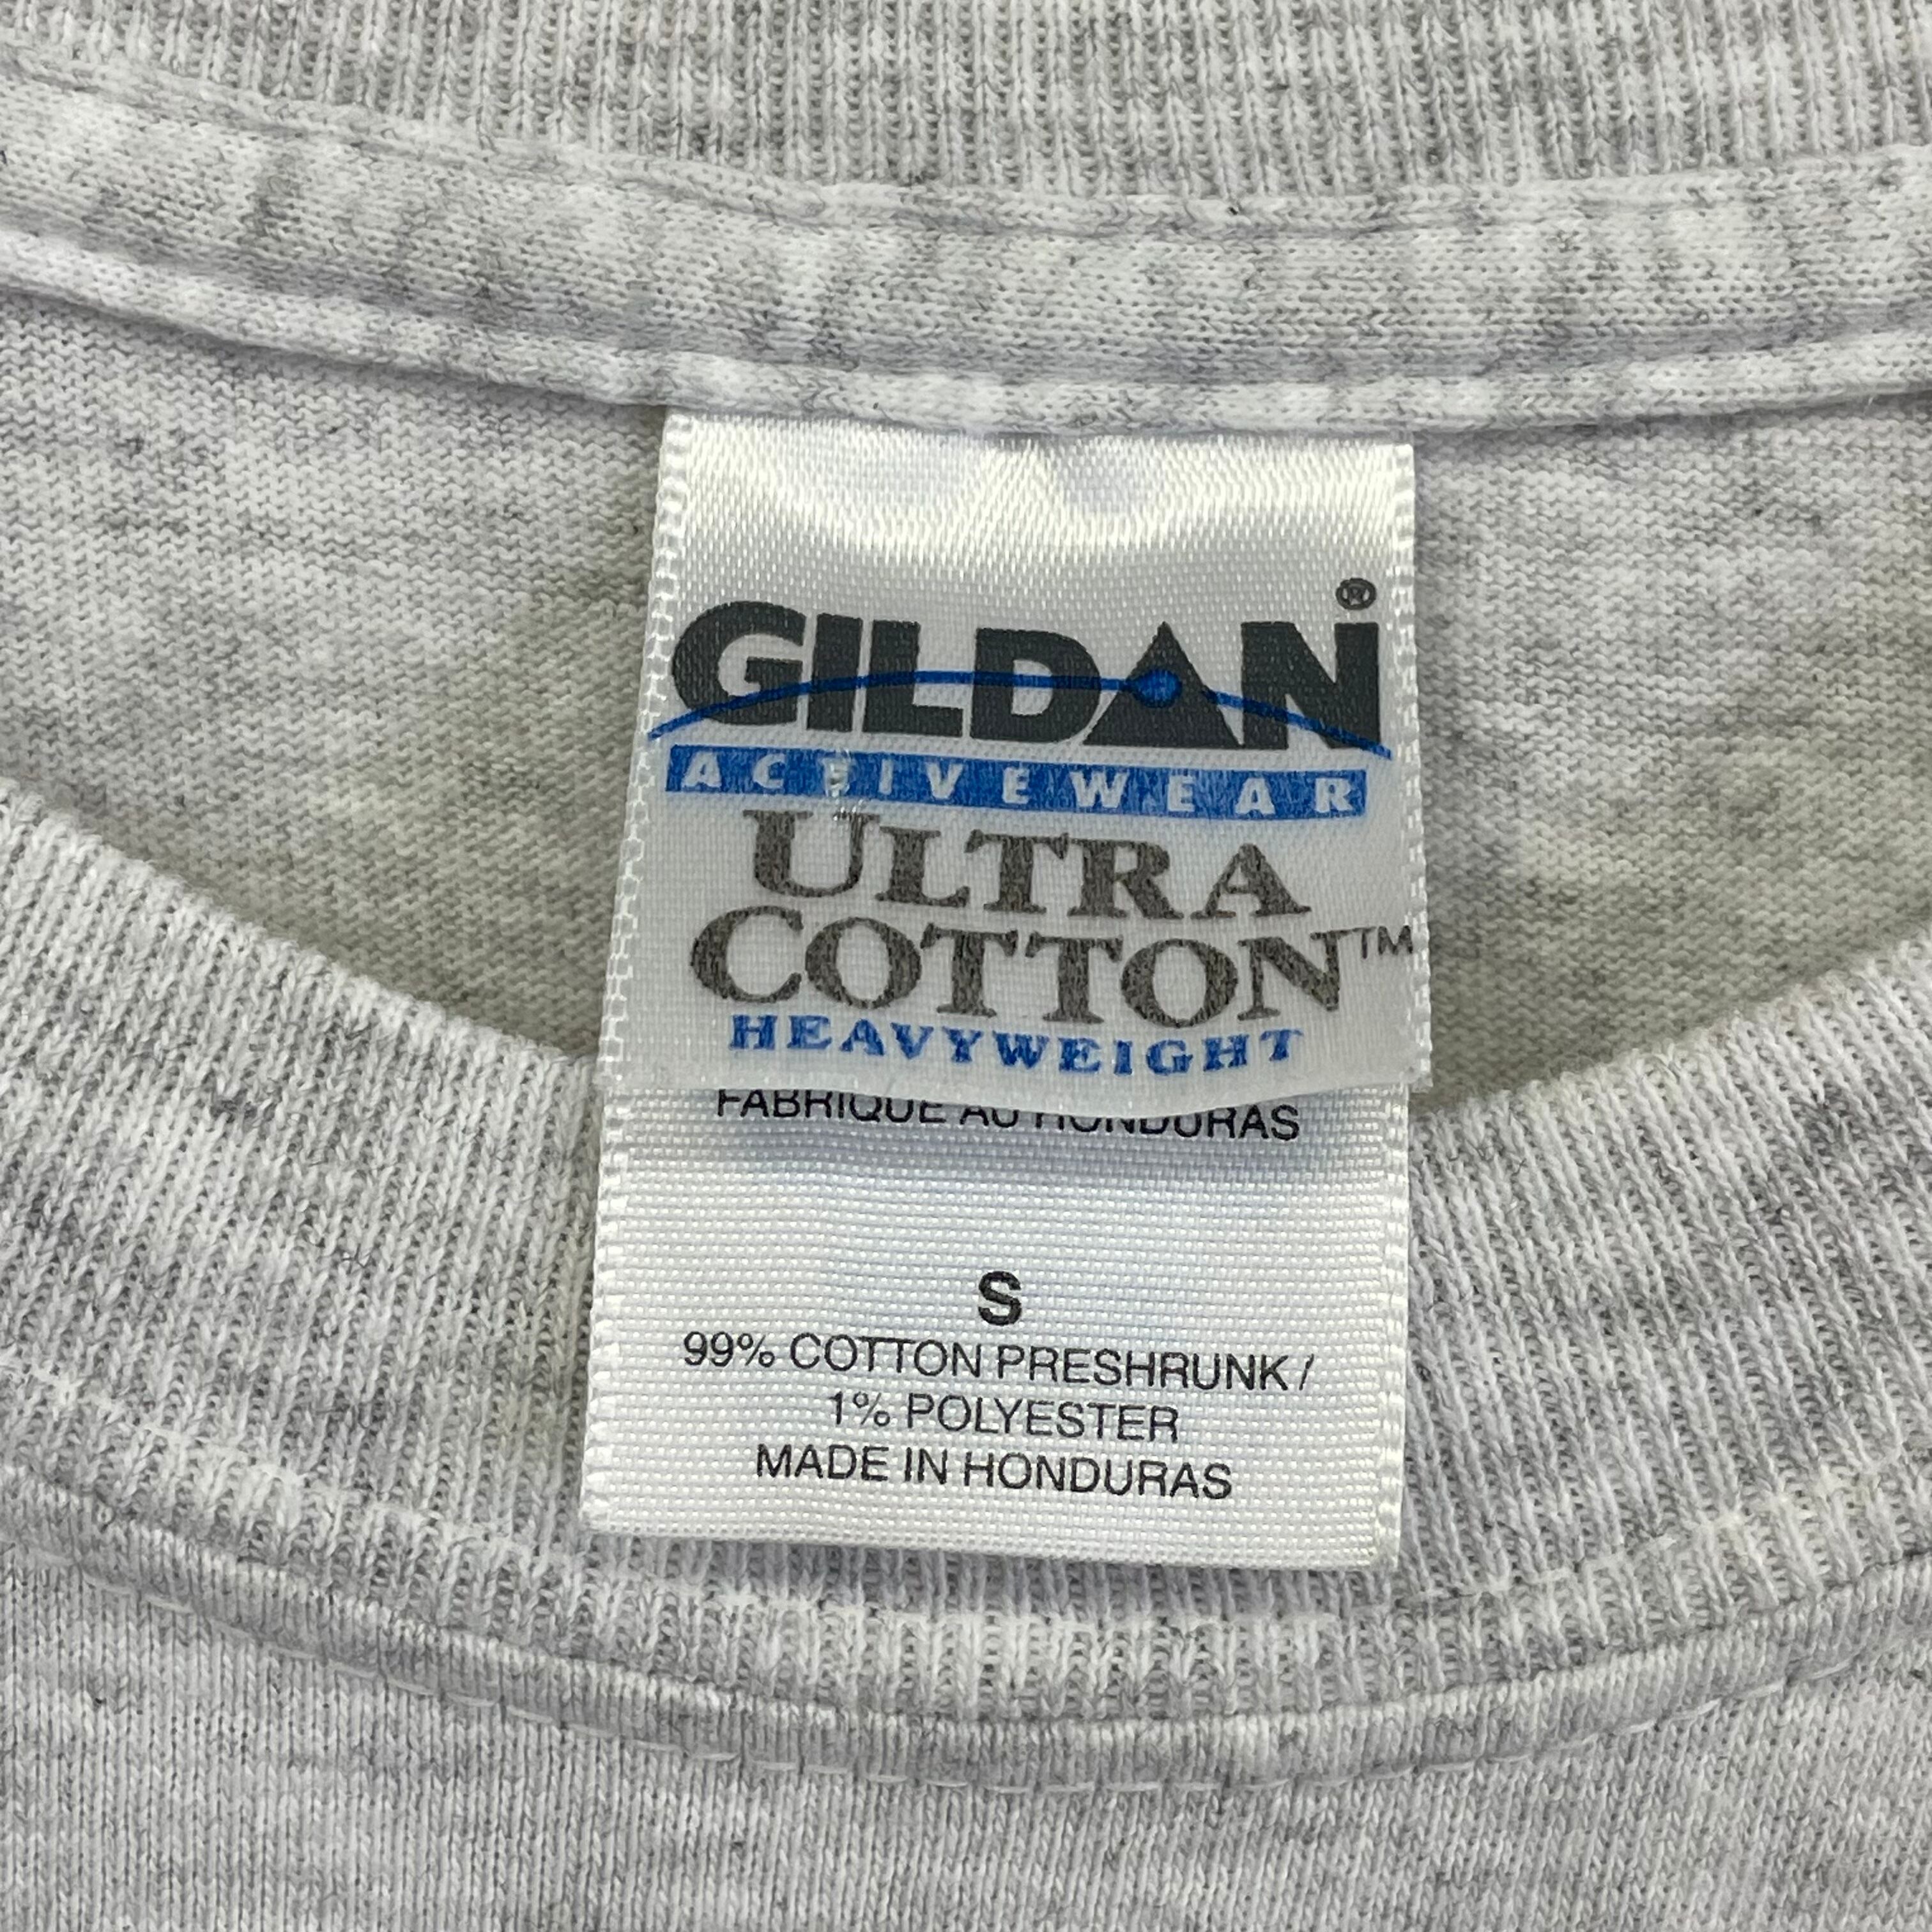 GILDAN®
ACTIVEWEAR
ULTRA
COTTON™
HEAVYWEIGHT
FABRIQUE AU HONDURAS
S
99% COTTON PRESHRUNK /
1% POLYESTER
MADE IN HONDURAS